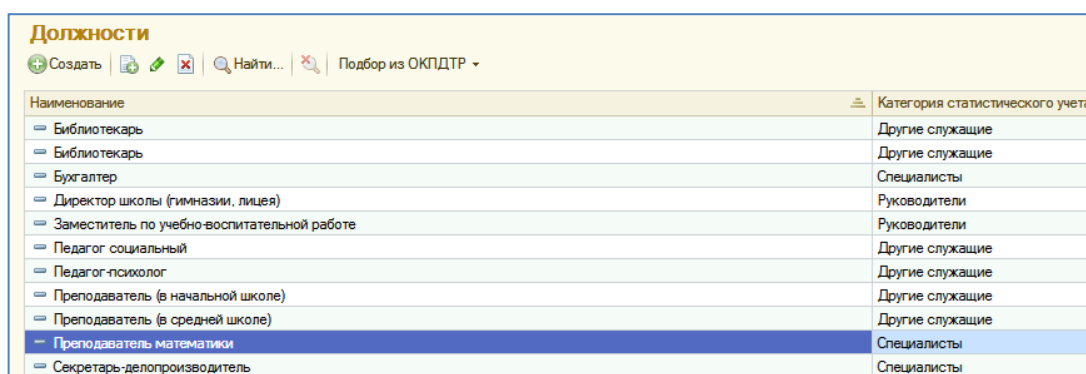 Должности
Создать Найти... Подбор из ОКПДТР
Наименование Категория статистического учета
Библиотекарь Другие служащие
Библиотекарь Другие служащие
Бухгалтер Специалисты
Директор школы (гимназии, лицея) Руководители
Заместитель по учебно-воспитательной работе Руководители
Педагог социальный Другие служащие
Педагог-психолог Другие служащие
Преподаватель (в начальной школе) Другие служащие
Преподаватель (в средней школе) Другие служащие
Преподаватель математики Специалисты
Секретарь-делопроизводитель Специалисты